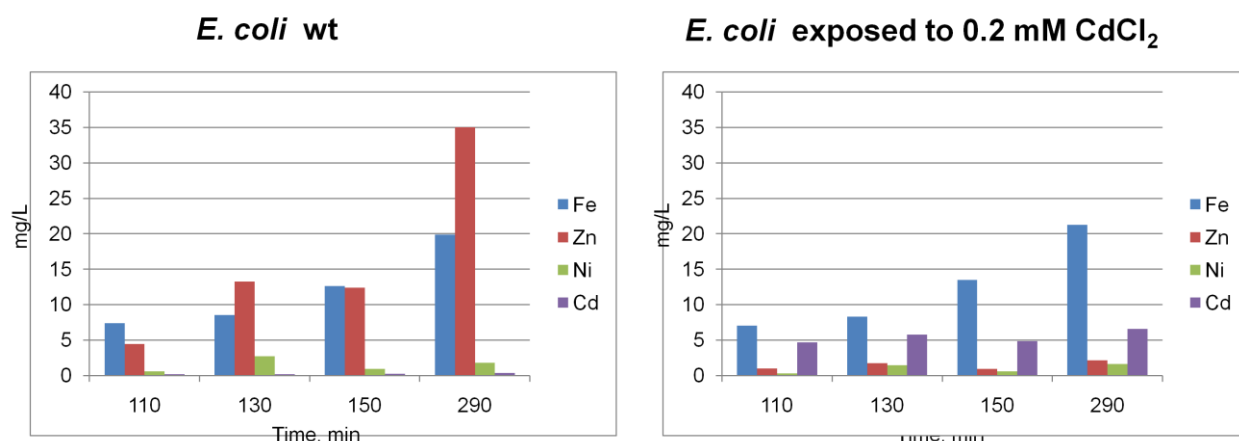 E. coli wt
40
35
30
25
20
15
10
5
0
mg/L
110 130 150 290
Time, min
Fe
Zn
Ni
Cd
E. coli exposed to 0.2 mM CdCl₂
40
35
30
25
20
15
10
5
0
mg/L
110 130 150 290
Time, min
Fe
Zn
Ni
Cd